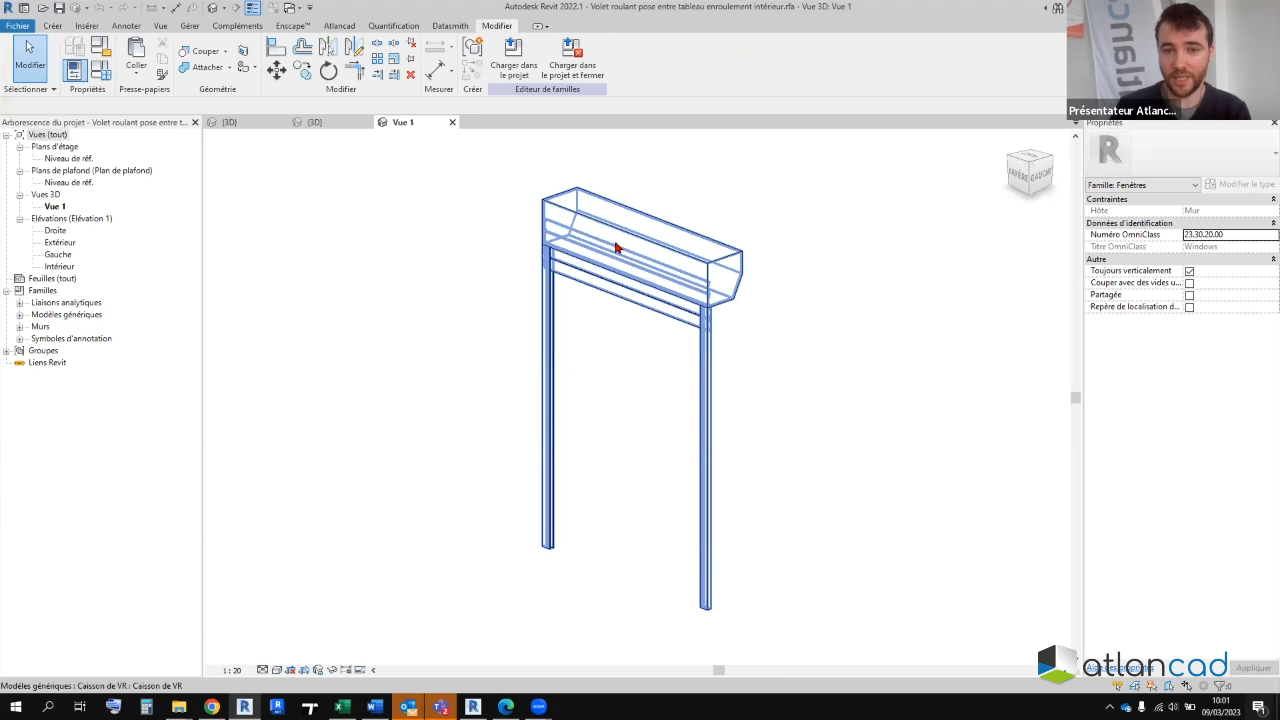 Autodesk Revit 2022.1 - Volet roulant pose entre tableau enroulement intérieur.rfa - Vue 3D: Vue 1
Fichier Créer Insérer Annoter Vue Gérer Compléments Enscape™ Atlancad Quantification Datasmith Modifier
Modifier
Coller
Couper
Attacher
Charger dans le projet
Charger dans le projet et fermer
Sélectionner Propriétés Presse-papiers Géométrie Modifier Mesurer Créer Editeur de familles
Présentateur Atlanc...
Arborescence du projet - Volet roulant pose entre t...
{3D} {3D} Vue 1
Propriétés
Vues (tout)
Plans d'étage
Niveau de réf.
Plans de plafond (Plan de plafond)
Niveau de réf.
Vues 3D
Vue 1
Elévations (Elévation 1)
Droite
Extérieur
Gauche
Intérieur
Feuilles (tout)
Familles
Liaisons analytiques
Modèles génériques
Murs
Symboles d'annotation
Groupes
Liens Revit
ARRIÈRE GAUCHE
R
Famille: Fenêtres Modifier le type
Contraintes
Hôte Mur
Données d'identification
Numéro OmniClass 23.30.20.00
Titre OmniClass Windows
Autre
Toujours verticalement
Couper avec des vides u...
Partagée
Repère de localisation d...
1 : 20
atlancad
Appliquer
Modèles génériques : Caisson de VR : Caisson de VR
:0
10:01
09/03/2023